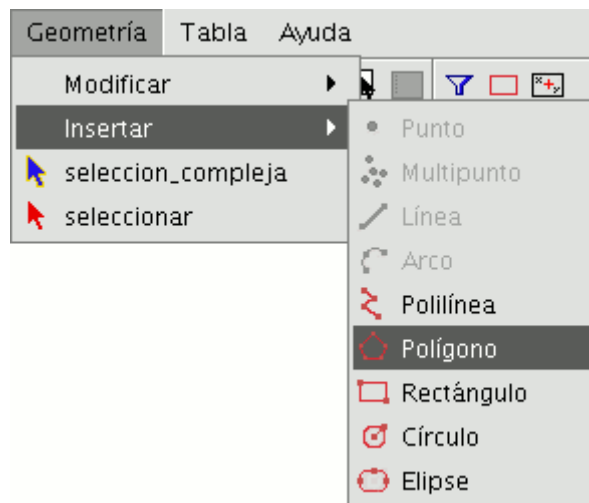 Geometría Tabla Ayuda
Modificar
Insertar
seleccion_compleja
seleccionar
Punto
Multipunto
Línea
Arco
Polilínea
Polígono
Rectángulo
Círculo
Elipse